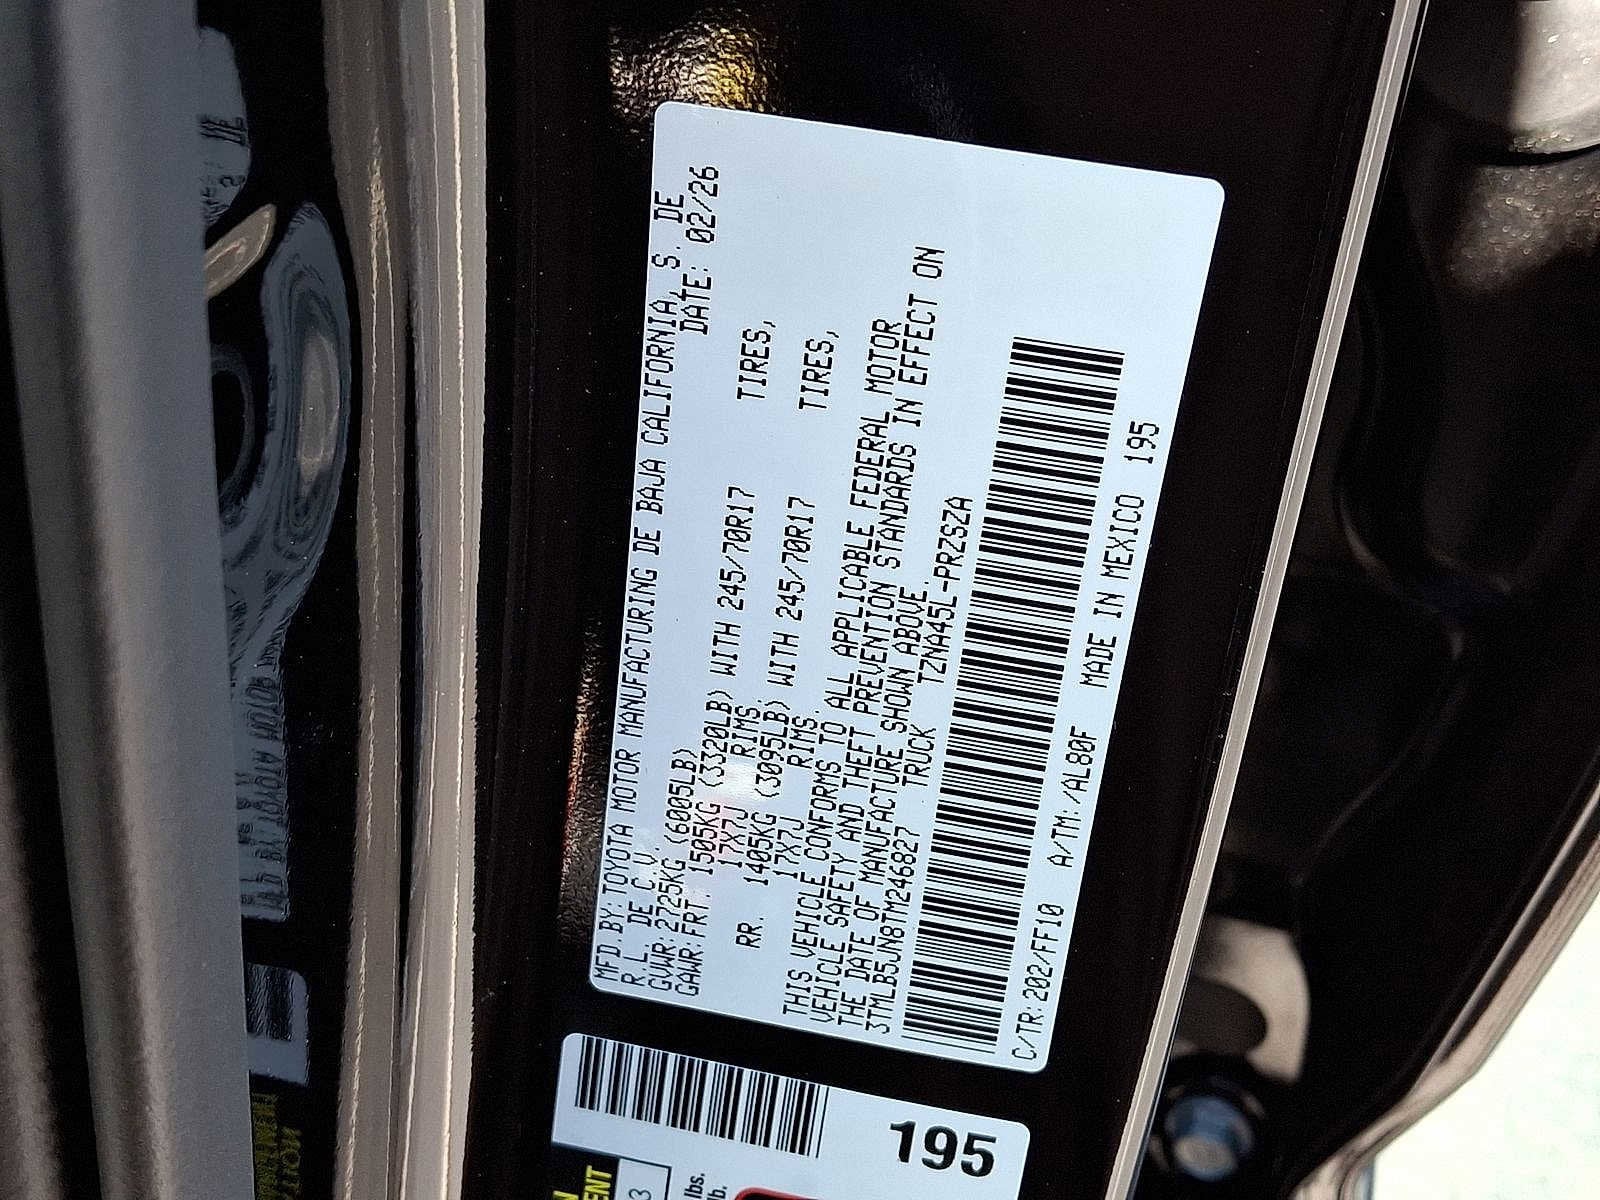 MFD.BY:TOYOTA MOTOR MANUFACTURING DE BAJA CALIFORNIA, S. DE
R.L. DE C.V. DATE: 02/26
GVWR:2725KG (6005LB)
GAWR:FRT. 1505KG (3320LB) WITH 245/70R17 TIRES,
17X7J RIMS.
RR. 1405KG (3095LB) WITH 245/70R17 TIRES,
17X7J RIMS.
THIS VEHICLE CONFORMS TO ALL APPLICABLE FEDERAL MOTOR
VEHICLE SAFETY AND THEFT PREVENTION STANDARDS IN EFFECT ON
THE DATE OF MANUFACTURE SHOWN ABOVE.
3TMLB5JN8TM246827 TRUCK TZNA45L-PRZSZA
C/TR:202/FF10 A/TM:/AL80F MADE IN MEXICO 195
195
lbs.
3